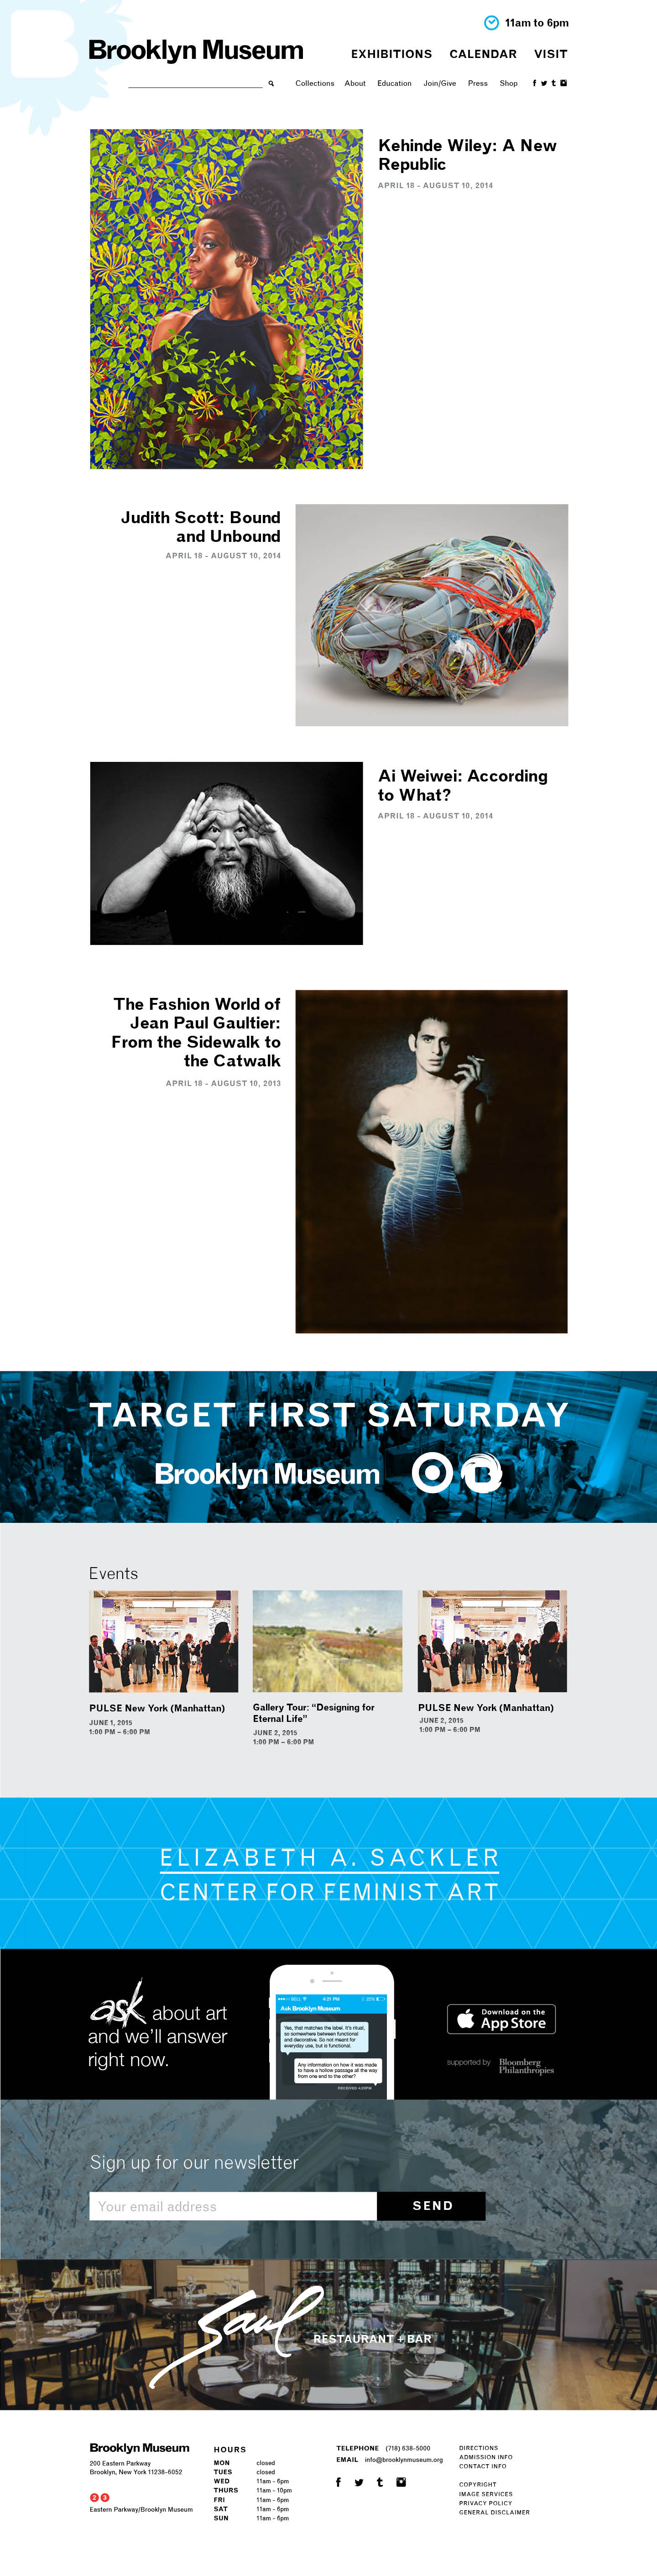 11am to 6pm
Brooklyn Museum
EXHIBITIONS CALENDAR VISIT
Collections About Education Join/Give Press Shop
Kehinde Wiley: A New
Republic
APRIL 18 - AUGUST 10, 2014
Judith Scott: Bound
and Unbound
APRIL 18 - AUGUST 10, 2014
Ai Weiwei: According
to What?
APRIL 18 - AUGUST 10, 2014
The Fashion World of
Jean Paul Gaultier:
From the Sidewalk to
the Catwalk
APRIL 18 - AUGUST 10, 2013
TARGET FIRST SATURDAY
Brooklyn Museum
Events
PULSE New York (Manhattan)
JUNE 1, 2015
1:00 PM – 6:00 PM
Gallery Tour: “Designing for
Eternal Life”
JUNE 2, 2015
1:00 PM – 6:00 PM
PULSE New York (Manhattan)
JUNE 2, 2015
1:00 PM – 6:00 PM
ELIZABETH A. SACKLER
CENTER FOR FEMINIST ART
ask about art
and we’ll answer
right now.
BELL 4:21 PM
Ask Brooklyn Museum
Yes, that matches the label. It’s ritual,
so somewhere between functional
and decorative. So not meant for
everyday use, but is functional.
Any information on how it was made
to have a hollow passage all the way
from one end to the other?
RECEIVED 4:20PM
Download on the
App Store
supported by Bloomberg
Philanthropies
Sign up for our newsletter
Your email address
SEND
Saul
RESTAURANT + BAR
Brooklyn Museum
200 Eastern Parkway
Brooklyn, New York 11238-6052
2 3
Eastern Parkway/Brooklyn Museum
HOURS
MON closed
TUES closed
WED 11am - 6pm
THURS 11am - 10pm
FRI 11am - 6pm
SAT 11am - 6pm
SUN 11am - 6pm
TELEPHONE (718) 638-5000
EMAIL info@brooklynmuseum.org
DIRECTIONS
ADMISSION INFO
CONTACT INFO
COPYRIGHT
IMAGE SERVICES
PRIVACY POLICY
GENERAL DISCLAIMER